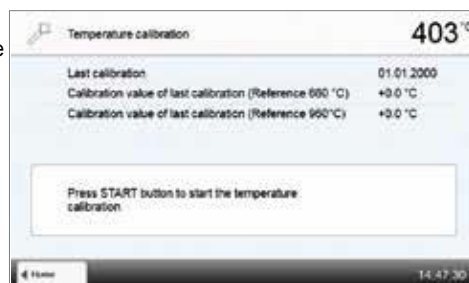 e
Temperature calibration
403 °C
Last calibration 01.01.2000
Calibration value of last calibration (Reference 660 °C) +0.0 °C
Calibration value of last calibration (Reference 960°C) +0.0 °C
Press START button to start the temperature
calibration
Home 14:47:30